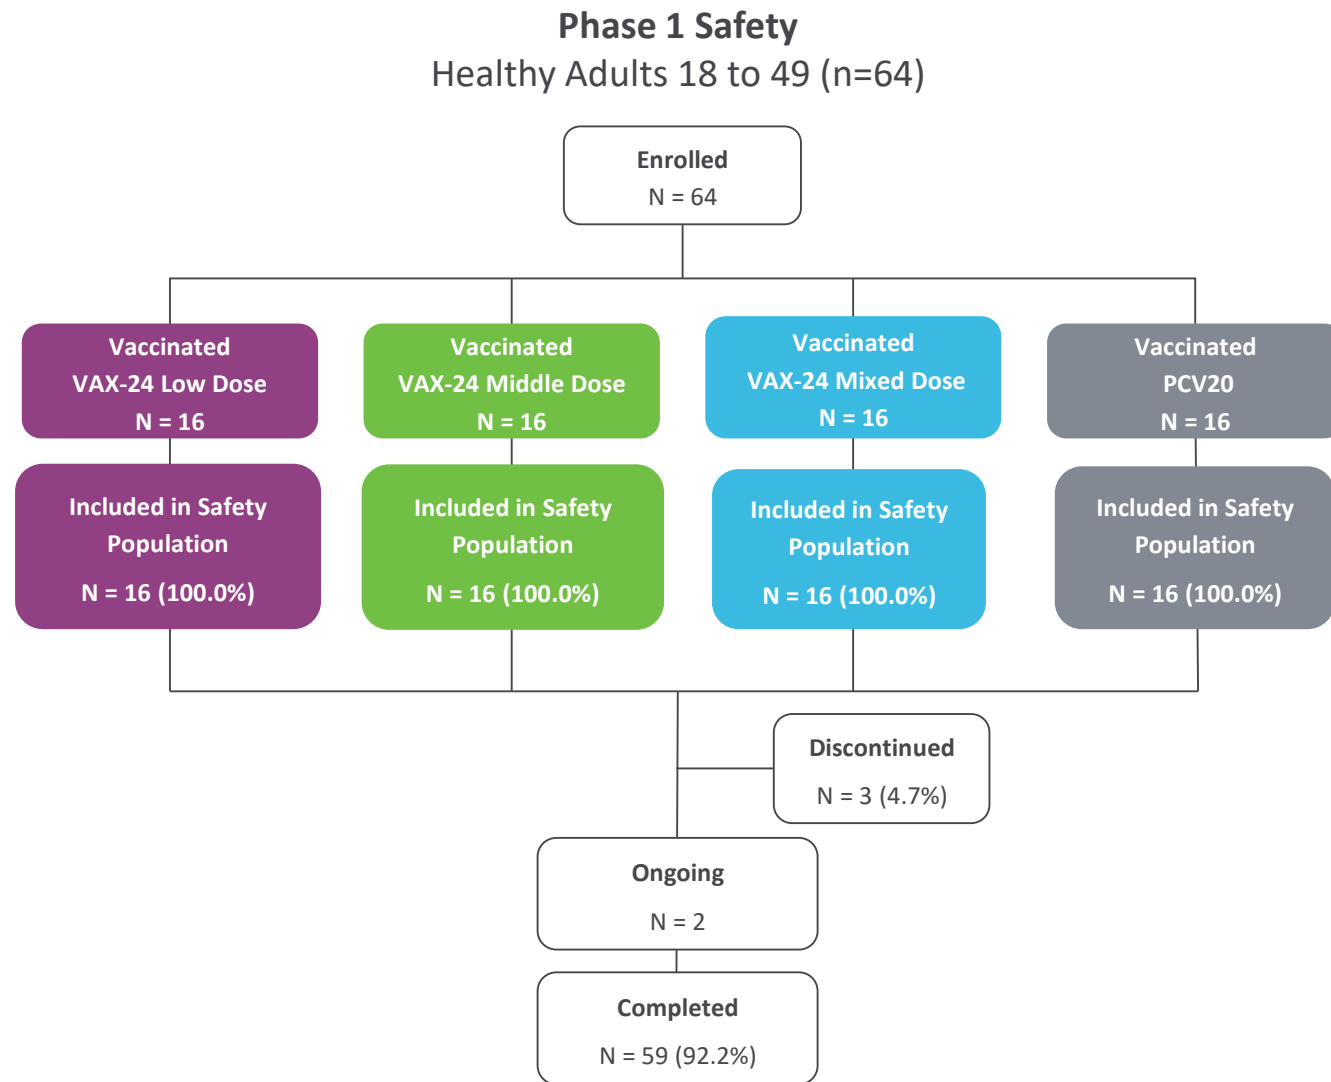 Phase 1 Safety
Healthy Adults 18 to 49 (n=64)
Enrolled
N = 64
Vaccinated
VAX-24 Low Dose
N = 16
Vaccinated
VAX-24 Middle Dose
N = 16
Vaccinated
VAX-24 Mixed Dose
N = 16
Vaccinated
PCV20
N = 16
Included in Safety
Population
N = 16 (100.0%)
Included in Safety
Population
N = 16 (100.0%)
Included in Safety
Population
N = 16 (100.0%)
Included in Safety
Population
N = 16 (100.0%)
Discontinued
N = 3 (4.7%)
Ongoing
N = 2
Completed
N = 59 (92.2%)